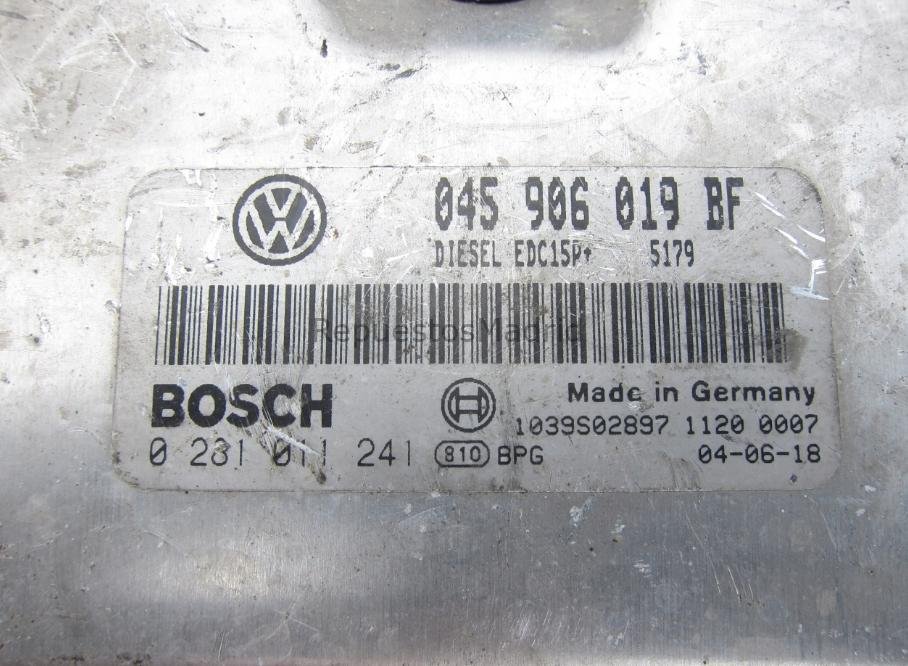 045 906 019 BF
DIESEL EDC15P+ 5179
RepuestosMadrid
BOSCH
Made in Germany
1039S02897 1120 0007
0 281 011 241 810 BPG 04-06-18